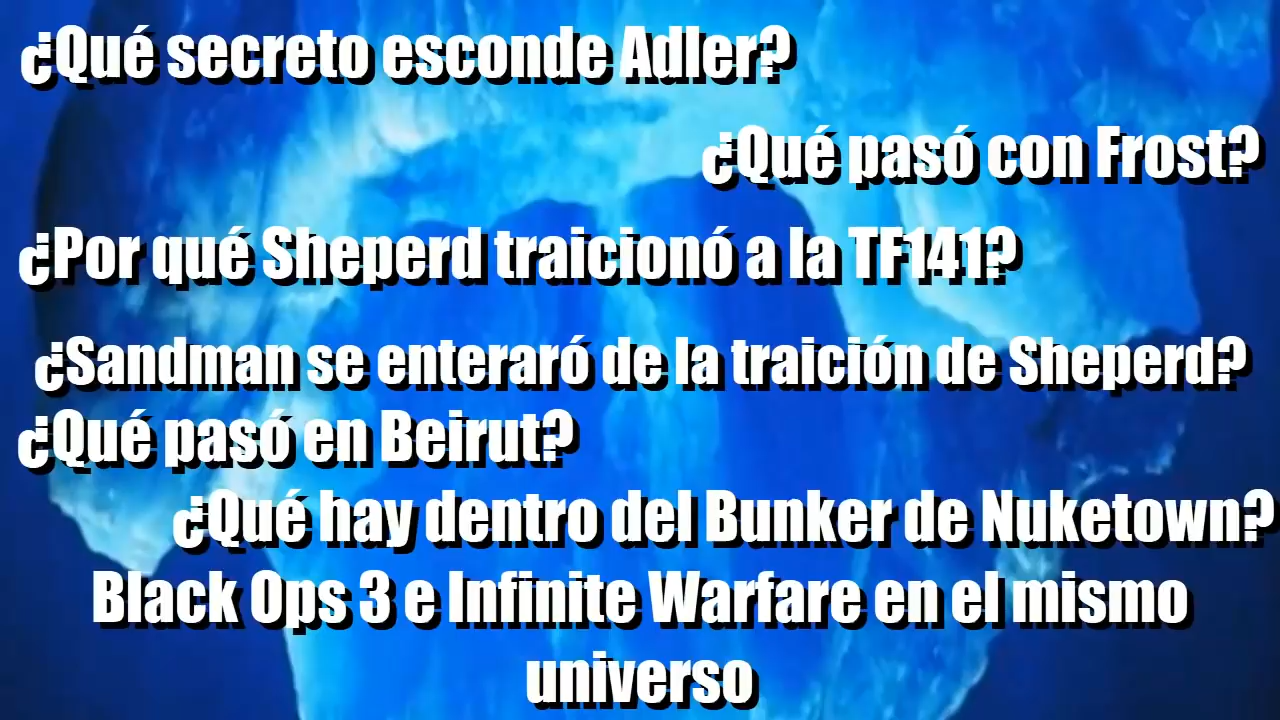 ¿Qué secreto esconde Adler?
¿Qué pasó con Frost?
¿Por qué Sheperd traicionó a la TF141?
¿Sandman se enteraró de la traición de Sheperd?
¿Qué pasó en Beirut?
¿Qué hay dentro del Bunker de Nuketown?
Black Ops 3 e Infinite Warfare en el mismo
universo